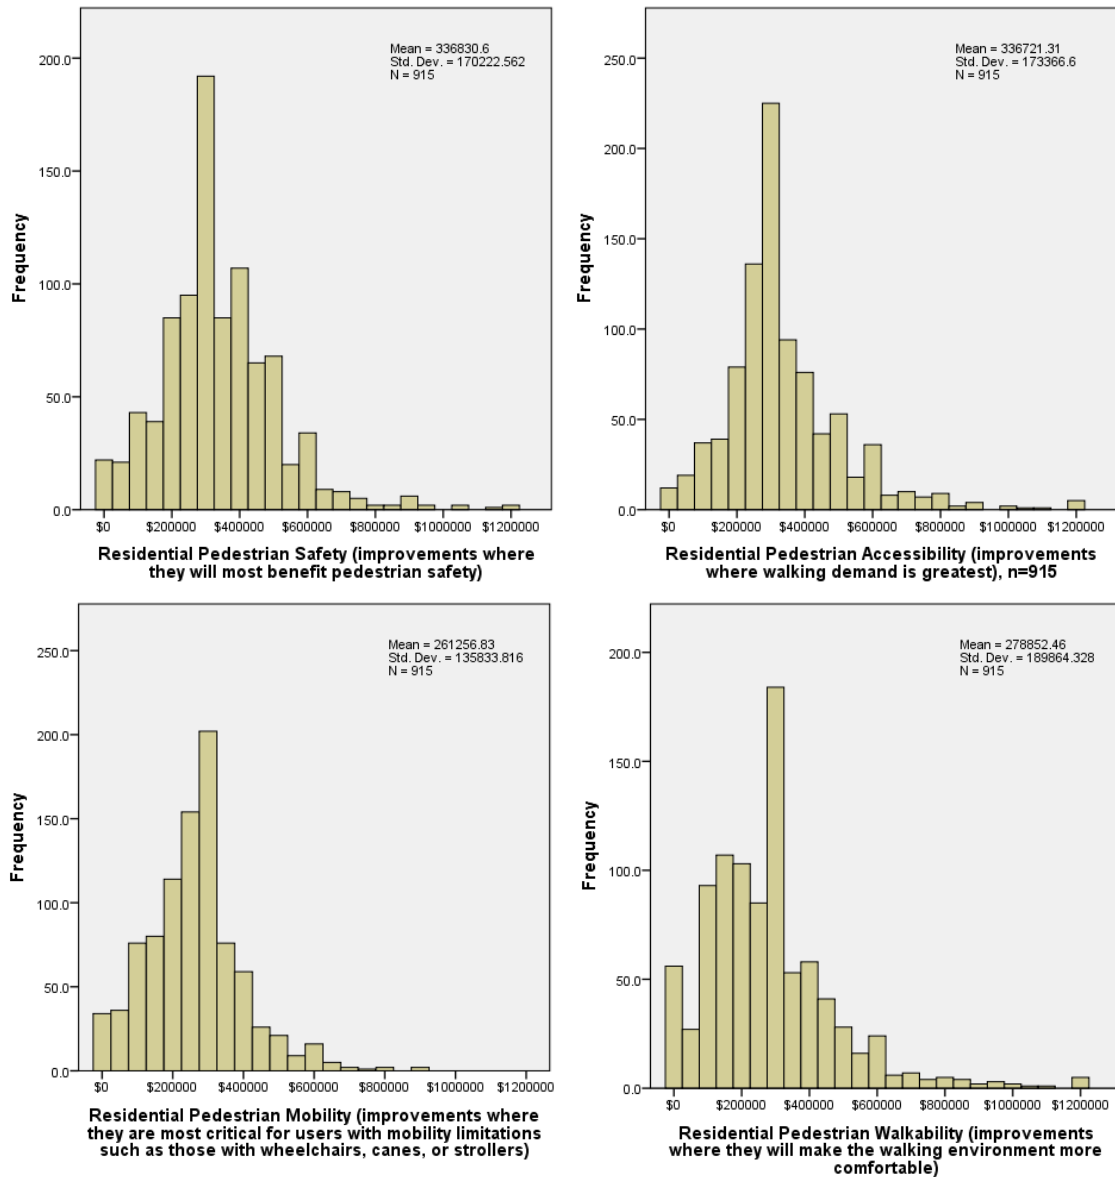 Mean = 336830.6
Std. Dev. = 170222.562
N = 915
200.0
150.0
100.0
50.0
0.0
Frequency
$0 $200000 $400000 $600000 $800000 $1000000 $1200000
Residential Pedestrian Safety (improvements where
they will most benefit pedestrian safety)
Mean = 336721.31
Std. Dev. = 173366.6
N = 915
250.0
200.0
150.0
100.0
50.0
0.0
Frequency
$0 $200000 $400000 $600000 $800000 $1000000 $1200000
Residential Pedestrian Accessibility (improvements
where walking demand is greatest), n=915
Mean = 261256.83
Std. Dev. = 135833.816
N = 915
250.0
200.0
150.0
100.0
50.0
0.0
Frequency
$0 $200000 $400000 $600000 $800000 $1000000 $1200000
Residential Pedestrian Mobility (improvements where
they are most critical for users with mobility limitations
such as those with wheelchairs, canes, or strollers)
Mean = 278852.46
Std. Dev. = 189864.328
N = 915
200.0
150.0
100.0
50.0
0.0
Frequency
$0 $200000 $400000 $600000 $800000 $1000000 $1200000
Residential Pedestrian Walkability (improvements
where they will make the walking environment more
comfortable)